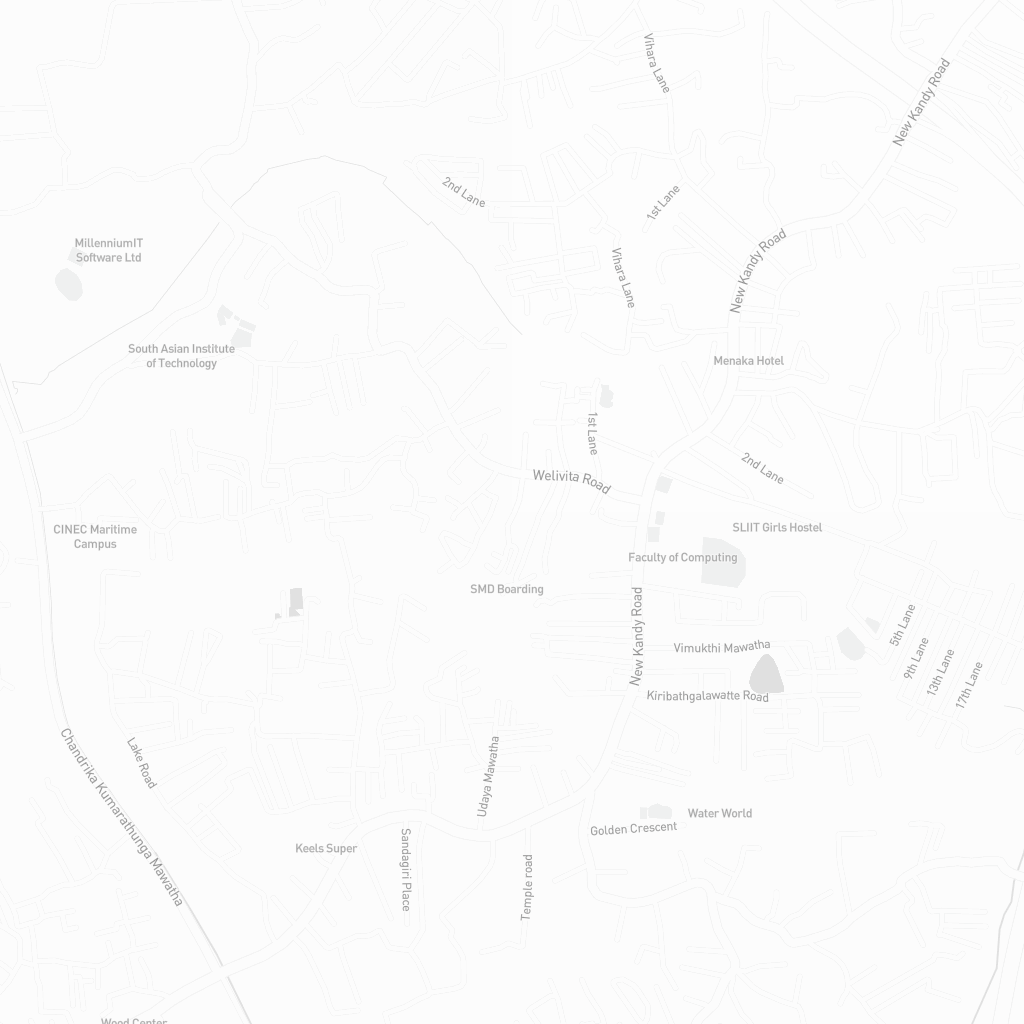 Vihara Lane
New Kandy Road
2nd Lane
1st Lane
MillenniumIT
Software Ltd
New Kandy Road
Vihara Lane
South Asian Institute
of Technology
Menaka Hotel
1st Lane
2nd Lane
Welivita Road
CINEC Maritime
Campus
SLIIT Girls Hostel
Faculty of Computing
SMD Boarding
New Kandy Road
5th Lane
Vimukthi Mawatha
9th Lane
13th Lane
17th Lane
Kiribathgalawatte Road
Lake Road
Udaya Mawatha
Chandrika Kumarathunga Mawatha
Water World
Golden Crescent
Keels Super
Sandagiri Place
Temple road
Wood Center